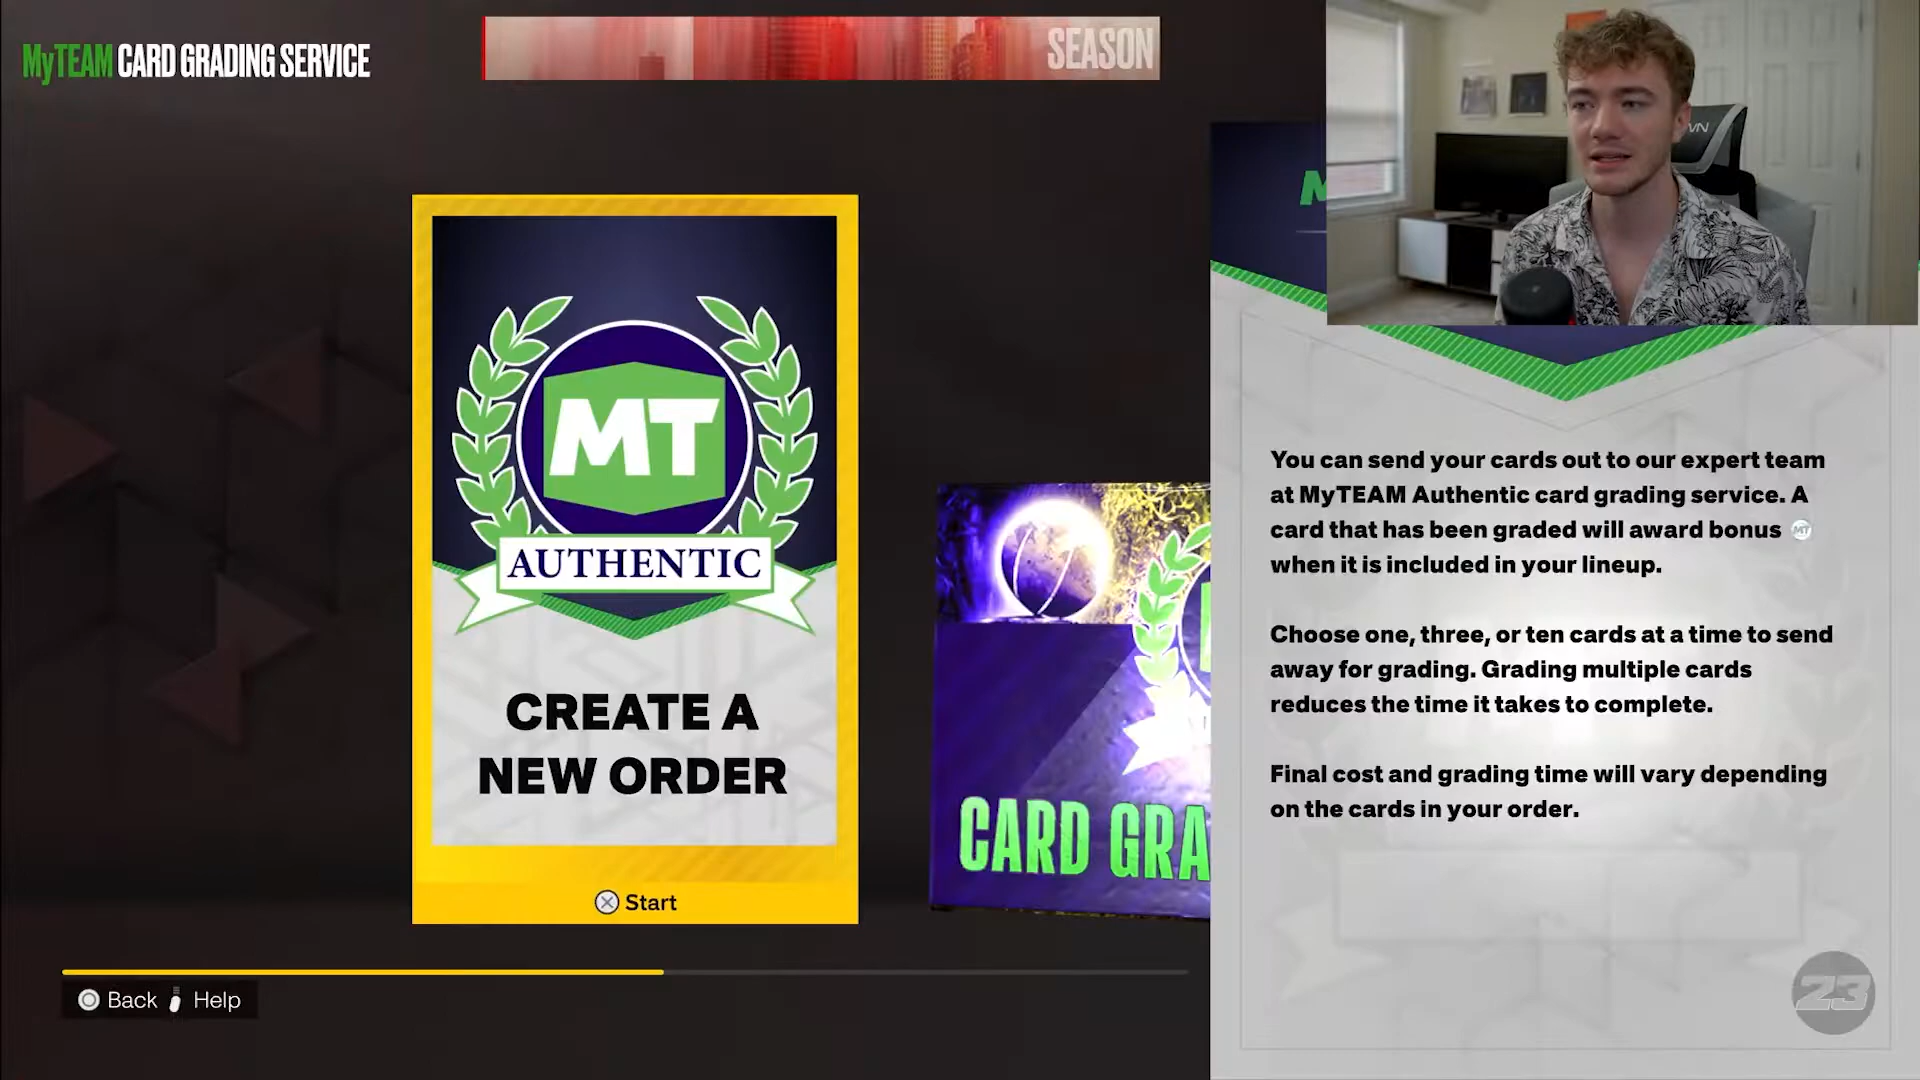 MyTEAM CARD GRADING SERVICE
SEASON
MT
AUTHENTIC
CREATE A
NEW ORDER
Start
CARD GRA
You can send your cards out to our expert team
at MyTEAM Authentic card grading service. A
card that has been graded will award bonus MT
when it is included in your lineup.
Choose one, three, or ten cards at a time to send
away for grading. Grading multiple cards
reduces the time it takes to complete.
Final cost and grading time will vary depending
on the cards in your order.
Back Help
23